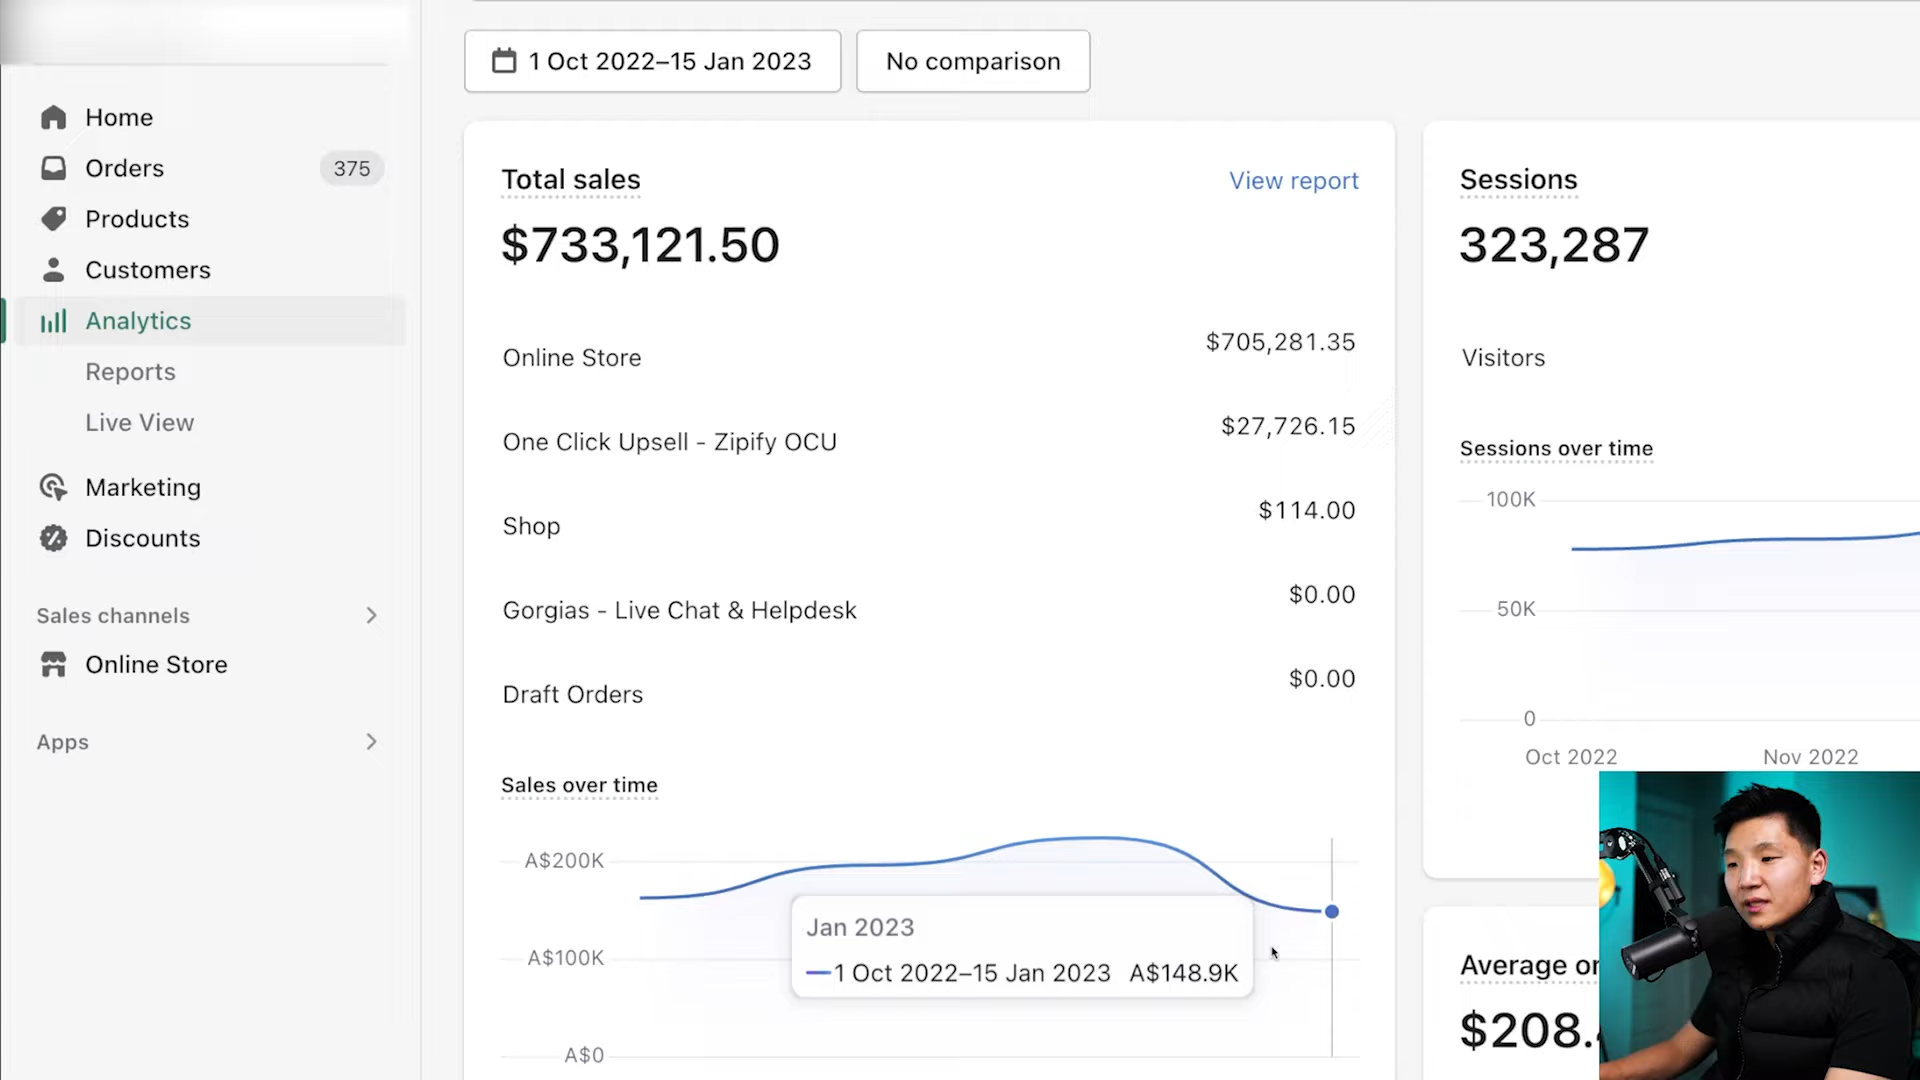 1 Oct 2022–15 Jan 2023
No comparison
Home
Orders 375
Products
Customers
Analytics
Reports
Live View
Marketing
Discounts
Sales channels
Online Store
Apps
Total sales
View report
$733,121.50
Online Store $705,281.35
One Click Upsell - Zipify OCU $27,726.15
Shop $114.00
Gorgias - Live Chat & Helpdesk $0.00
Draft Orders $0.00
Sales over time
A$200K
A$100K
A$0
Jan 2023
1 Oct 2022–15 Jan 2023 A$148.9K
Sessions
323,287
Visitors
Sessions over time
100K
50K
0
Oct 2022 Nov 2022
Average
$208.